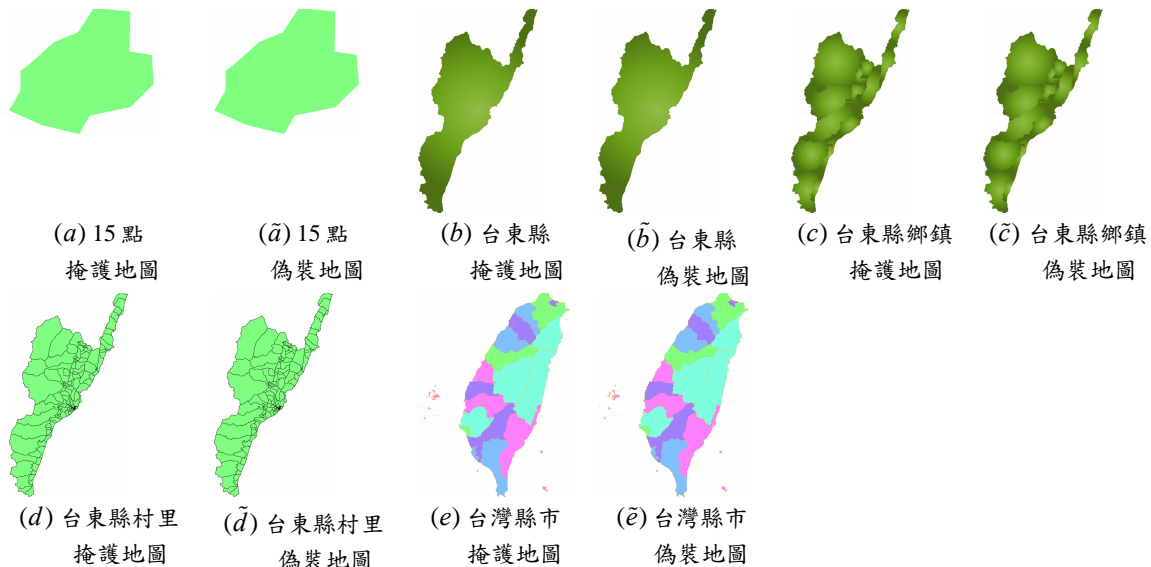 (a) 15 點
掩護地圖
(ã) 15 點
偽裝地圖
(b) 台東縣
掩護地圖
(b̃) 台東縣
偽裝地圖
(c) 台東縣鄉鎮
掩護地圖
(c̃) 台東縣鄉鎮
偽裝地圖
(d) 台東縣村里
掩護地圖
(d̃) 台東縣村里
偽裝地圖
(e) 台灣縣市
掩護地圖
(ẽ) 台灣縣市
偽裝地圖